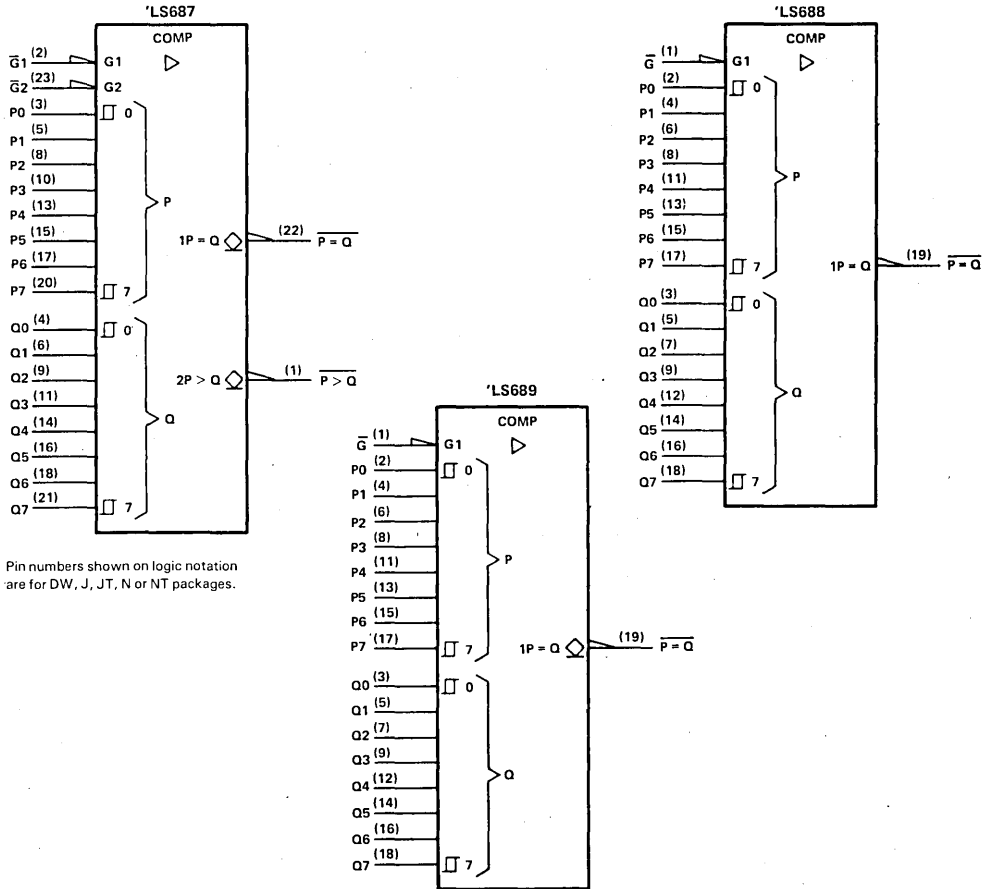 'LS687
COMP
G1 (2) G1
G2 (23) G2
P0 (3) 0
P1 (5)
P2 (8)
P3 (10)
P4 (13)
P5 (15)
P6 (17)
P7 (20) 7
P
1P = Q (22) P = Q
Q0 (4) 0
Q1 (6)
Q2 (9)
Q3 (11)
Q4 (14)
Q5 (16)
Q6 (18)
Q7 (21) 7
Q
2P > Q (1) P > Q
Pin numbers shown on logic notation
are for DW, J, JT, N or NT packages.
'LS688
COMP
G (1) G1
P0 (2) 0
P1 (4)
P2 (6)
P3 (8)
P4 (11)
P5 (13)
P6 (15)
P7 (17) 7
P
1P = Q (19) P = Q
Q0 (3) 0
Q1 (5)
Q2 (7)
Q3 (9)
Q4 (12)
Q5 (14)
Q6 (16)
Q7 (18) 7
Q
'LS689
COMP
G (1) G1
P0 (2) 0
P1 (4)
P2 (6)
P3 (8)
P4 (11)
P5 (13)
P6 (15)
P7 (17) 7
P
1P = Q (19) P = Q
Q0 (3) 0
Q1 (5)
Q2 (7)
Q3 (9)
Q4 (12)
Q5 (14)
Q6 (16)
Q7 (18) 7
Q